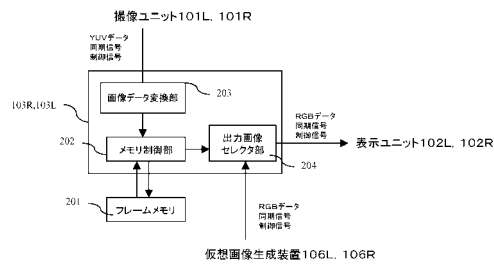 撮像ユニット101L，101R
YUVデータ
同期信号
制御信号
103R,103L
画像データ変換部
203
202
メモリ制御部
出力画像
セレクタ部
204
RGBデータ
同期信号
制御信号
表示ユニット102L，102R
201
フレームメモリ
RGBデータ
同期信号
制御信号
仮想画像生成装置106L，106R